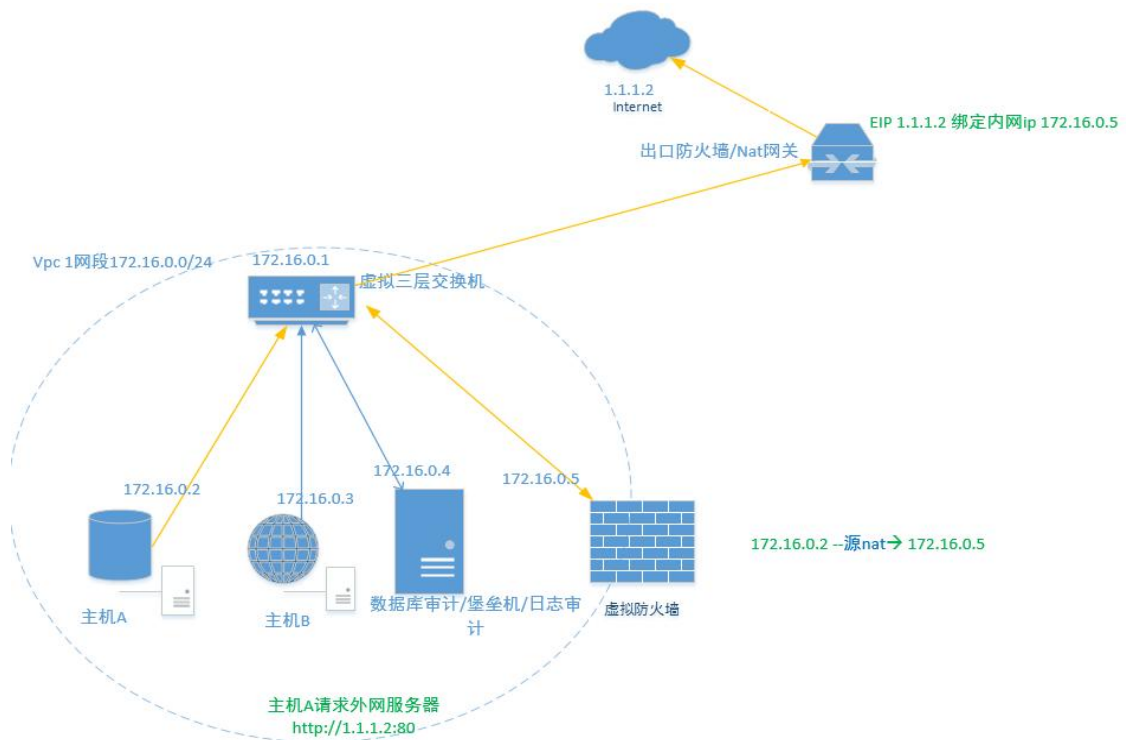 1.1.1.2
Internet
EIP 1.1.1.2 绑定内网ip 172.16.0.5
出口防火墙/Nat网关
Vpc 1网段172.16.0.0/24
172.16.0.1
虚拟三层交换机
172.16.0.2
172.16.0.3
172.16.0.4
172.16.0.5
172.16.0.2 --源nat→ 172.16.0.5
主机A
主机B
数据库审计/堡垒机/日志审
计
虚拟防火墙
主机A请求外网服务器
http://1.1.1.2:80